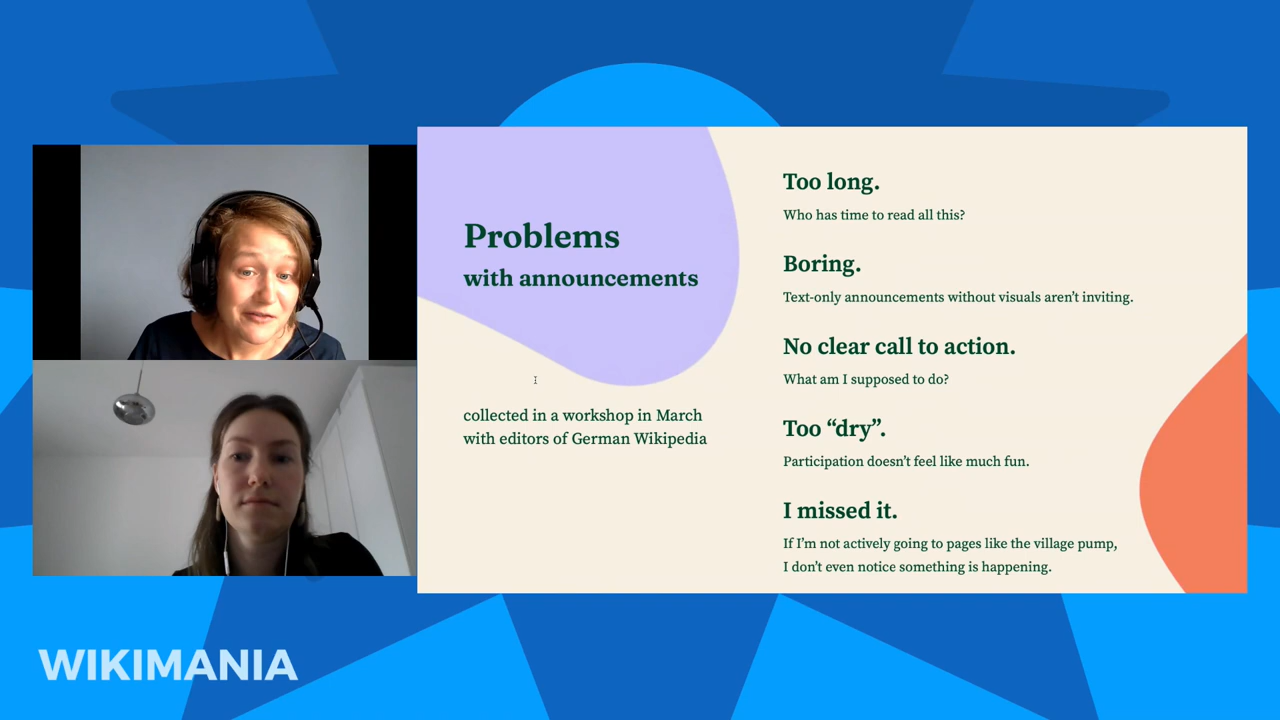 Problems
with announcements
collected in a workshop in March
with editors of German Wikipedia
Too long.
Who has time to read all this?
Boring.
Text-only announcements without visuals aren’t inviting.
No clear call to action.
What am I supposed to do?
Too “dry”.
Participation doesn’t feel like much fun.
I missed it.
If I’m not actively going to pages like the village pump,
I don’t even notice something is happening.
WIKIMANIA